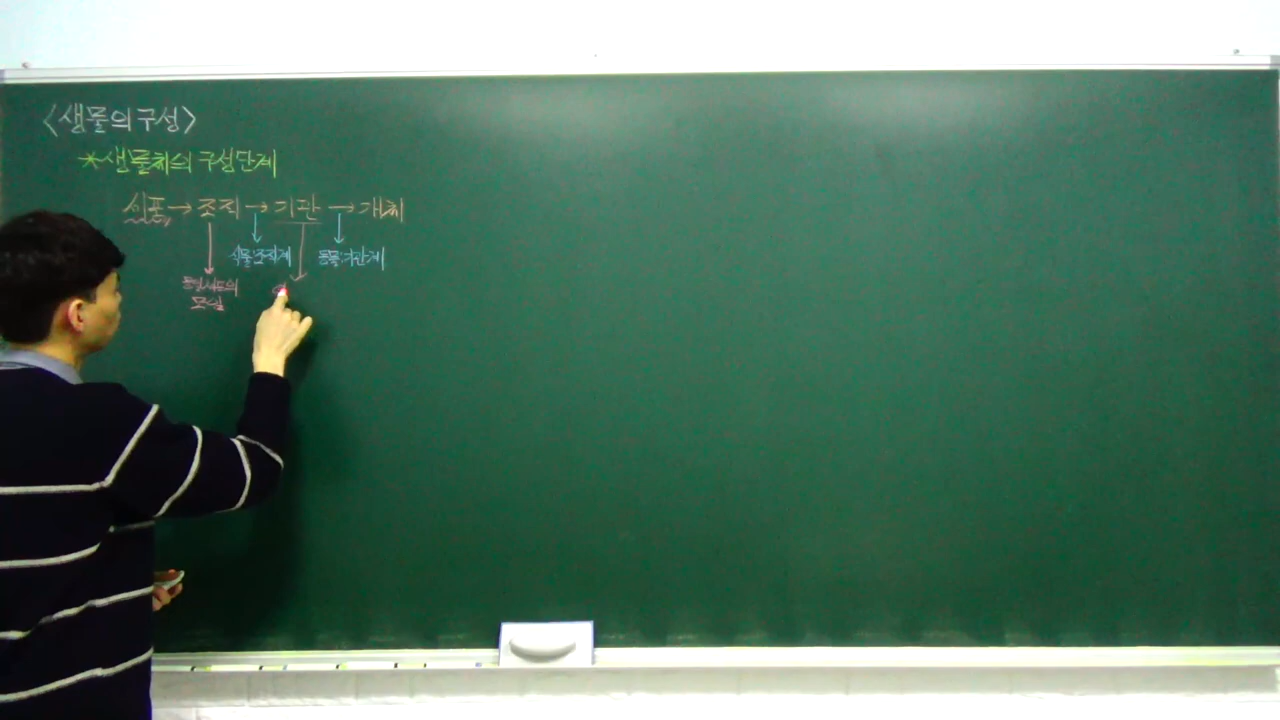 <생물의 구성>
*생물체의 구성단계
세포→조직→기관→개체
식물:조직계 동물:기관계
동일세포의
모임